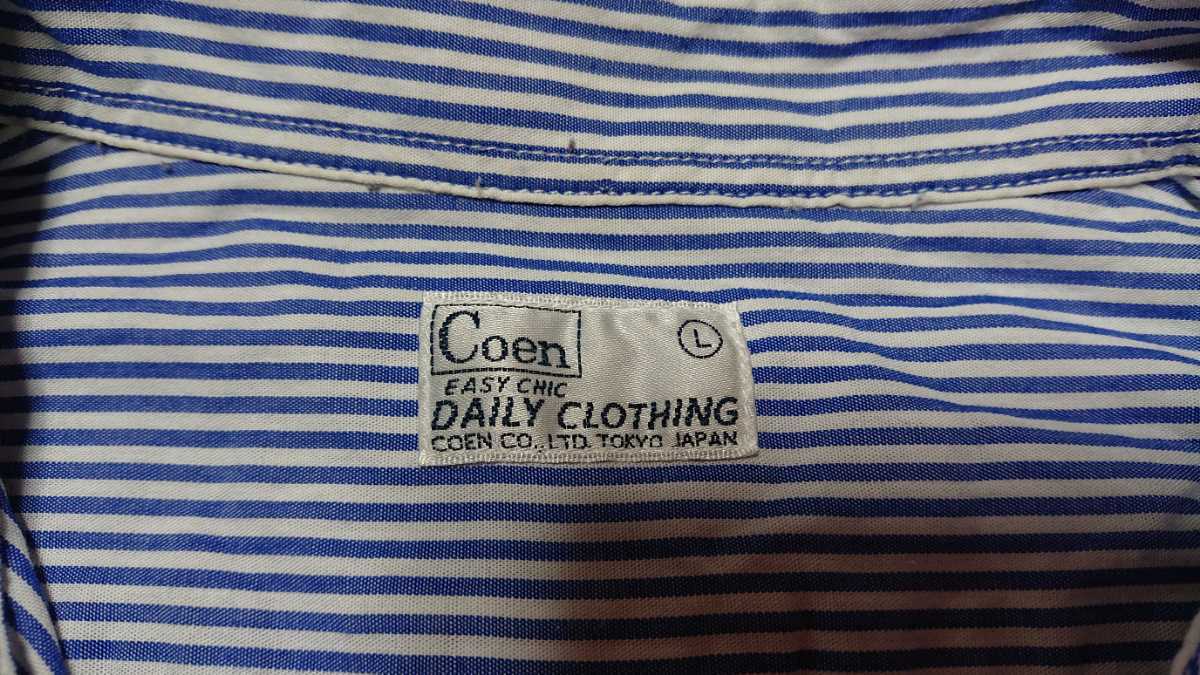 Coen L
EASY CHIC
DAILY CLOTHING
COEN CO., LTD. TOKYO JAPAN